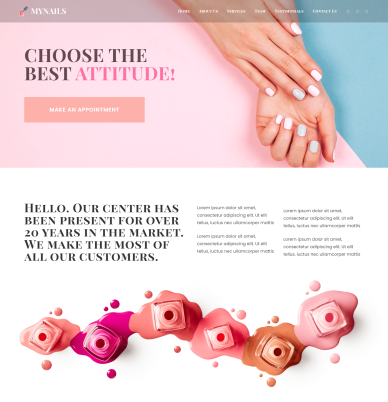 MYNAILS
Home About Us Services Team Testimonials Contact Us
CHOOSE THE
BEST ATTITUDE!
MAKE AN APPOINTMENT
Hello. Our center has
been present for over
20 years in the market.
We make the most of
all our customers.
Lorem ipsum dolor sit amet,
consectetur adipiscing elit. Ut elit
tellus, luctus nec ullamcorper mattis
Lorem ipsum dolor sit amet,
consectetur adipiscing elit. Ut elit
tellus, luctus nec ullamcorper mattis
Lorem ipsum dolor sit amet,
consectetur adipiscing elit. Ut elit
tellus, luctus nec ullamcorper mattis
Lorem ipsum dolor sit amet,
consectetur adipiscing elit. Ut elit
tellus, luctus nec ullamcorper mattis